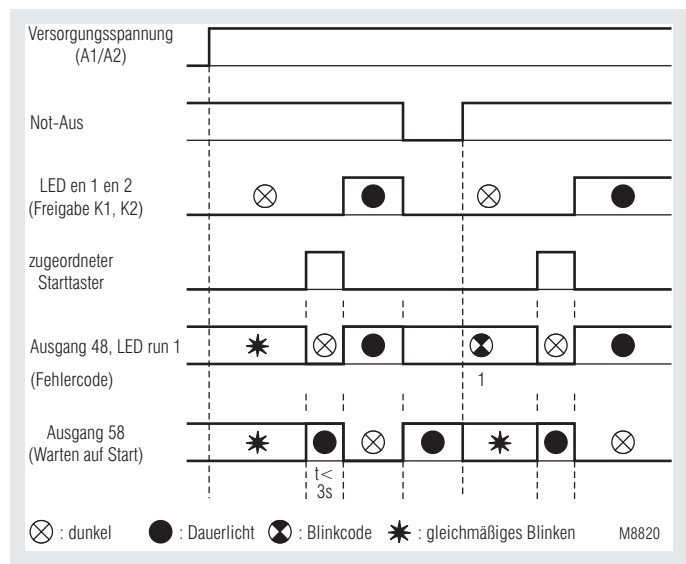 Versorgungsspannung
(A1/A2)
Not-Aus
LED en 1 en 2
(Freigabe K1, K2)
zugeordneter
Starttaster
Ausgang 48, LED run 1
(Fehlercode)
1
Ausgang 58
(Warten auf Start)
t<
3s
: dunkel : Dauerlicht : Blinkcode : gleichmäßiges Blinken M8820